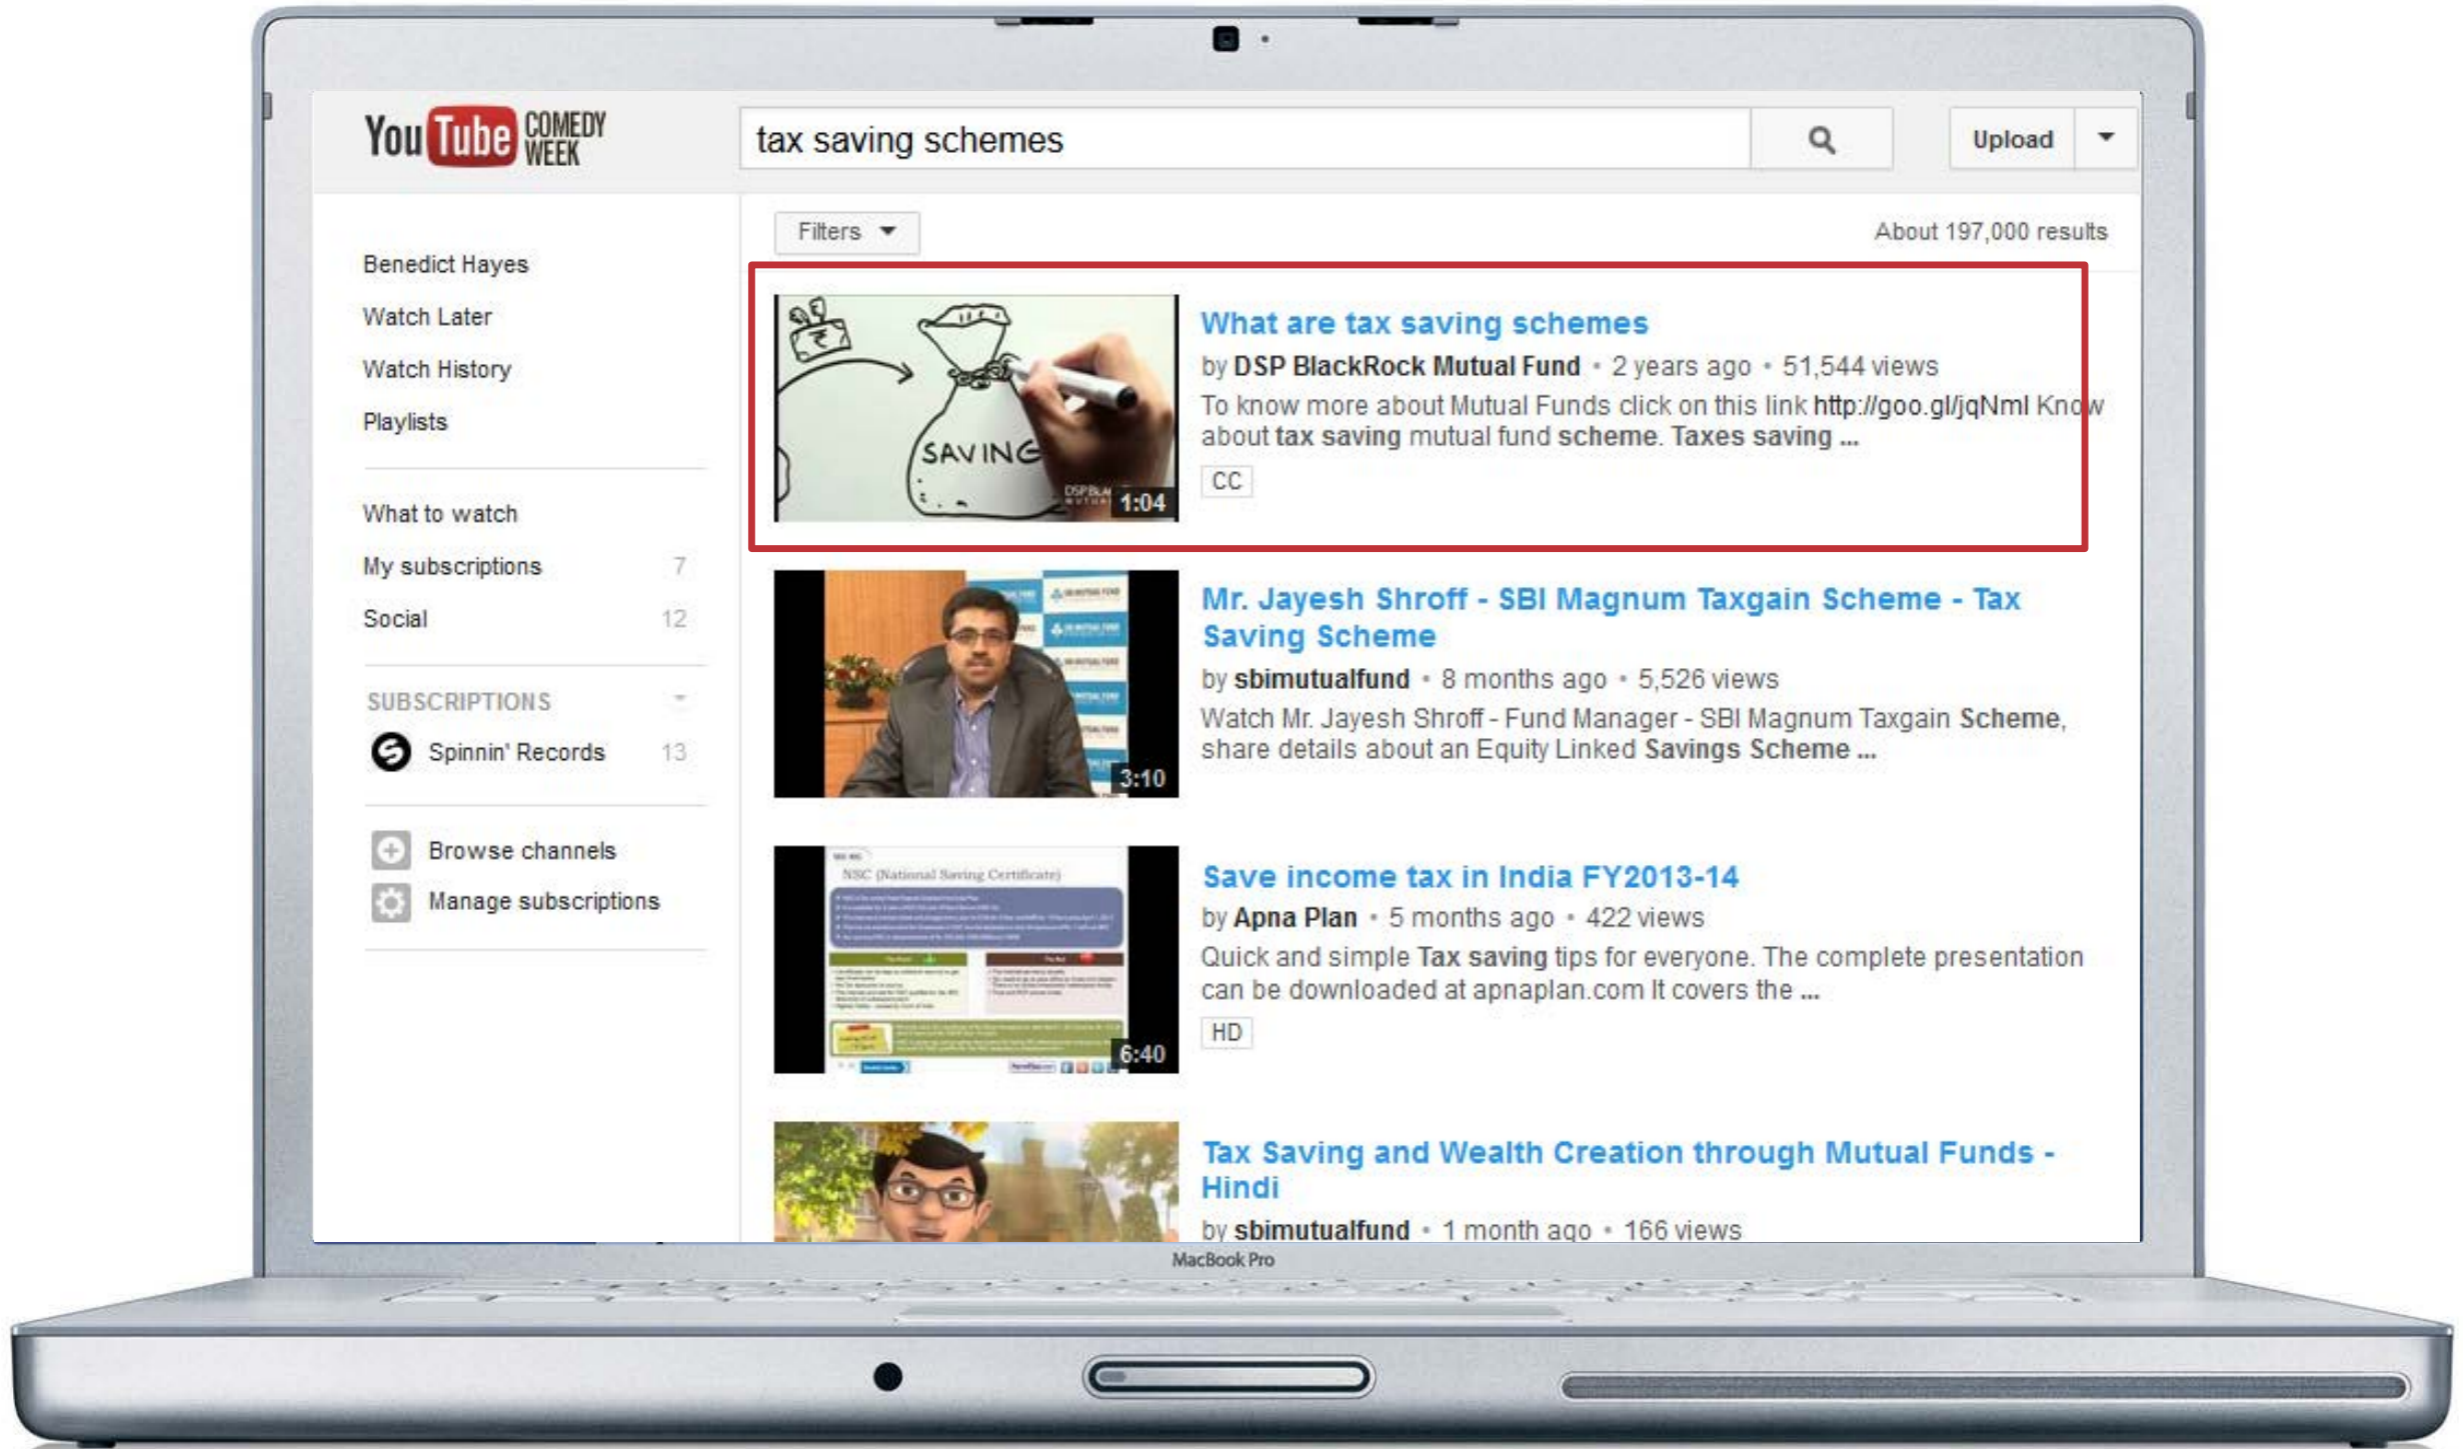 You Tube COMEDY WEEK
tax saving schemes
Upload
Filters
About 197,000 results
Benedict Hayes
Watch Later
Watch History
Playlists
What to watch
My subscriptions 7
Social 12
SUBSCRIPTIONS
Spinnin' Records 13
Browse channels
Manage subscriptions
SAVING
1:04
What are tax saving schemes
by DSP BlackRock Mutual Fund • 2 years ago • 51,544 views
To know more about Mutual Funds click on this link http://goo.gl/jqNml Know
about tax saving mutual fund scheme. Taxes saving ...
CC
3:10
Mr. Jayesh Shroff - SBI Magnum Taxgain Scheme - Tax
Saving Scheme
by sbimutualfund • 8 months ago • 5,526 views
Watch Mr. Jayesh Shroff - Fund Manager - SBI Magnum Taxgain Scheme,
share details about an Equity Linked Savings Scheme ...
NSC (National Saving Certificate)
6:40
Save income tax in India FY2013-14
by Apna Plan • 5 months ago • 422 views
Quick and simple Tax saving tips for everyone. The complete presentation
can be downloaded at apnaplan.com It covers the ...
HD
Tax Saving and Wealth Creation through Mutual Funds -
Hindi
by sbimutualfund • 1 month ago • 166 views
MacBook Pro